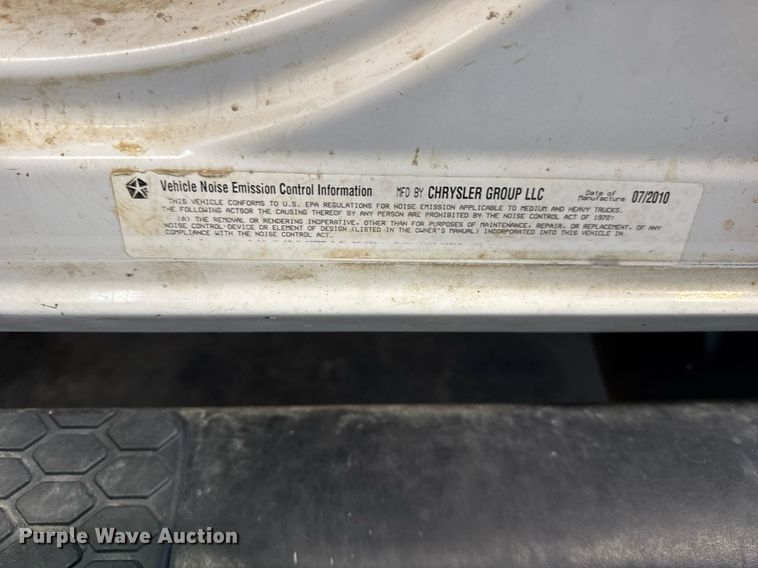 Vehicle Noise Emission Control Information MFD BY CHRYSLER GROUP LLC Date of Manufacture 07/2010
THIS VEHICLE CONFORMS TO U.S. EPA REGULATIONS FOR NOISE EMISSION APPLICABLE TO MEDIUM AND HEAVY TRUCKS.
THE FOLLOWING ACTSOR THE CAUSING THEREOF BY ANY PERSON ARE PROHIBITED BY THE NOISE CONTROL ACT OF 1972:
(A) THE REMOVAL OR RENDERING INOPERATIVE, OTHER THAN FOR PURPOSES OF MAINTENANCE, REPAIR, OR REPLACEMENT, OF ANY
NOISE CONTROL-DEVICE OR ELEMENT OF DESIGN (LISTED IN THE OWNER'S MANUAL) INCORPORATED INTO THIS VEHICLE IN
COMPLIANCE WITH THE NOISE CONTROL ACT.
Purple Wave Auction